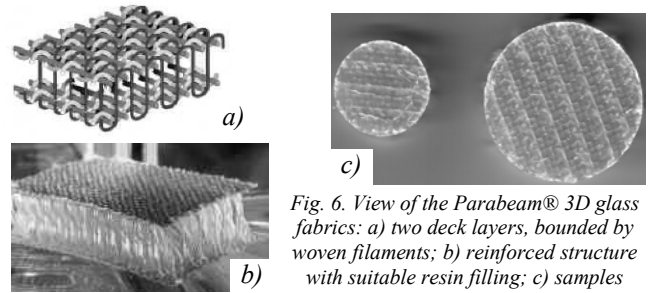 a)
c)
b)
Fig. 6. View of the Parabeam® 3D glass
fabrics: a) two deck layers, bounded by
woven filaments; b) reinforced structure
with suitable resin filling; c) samples